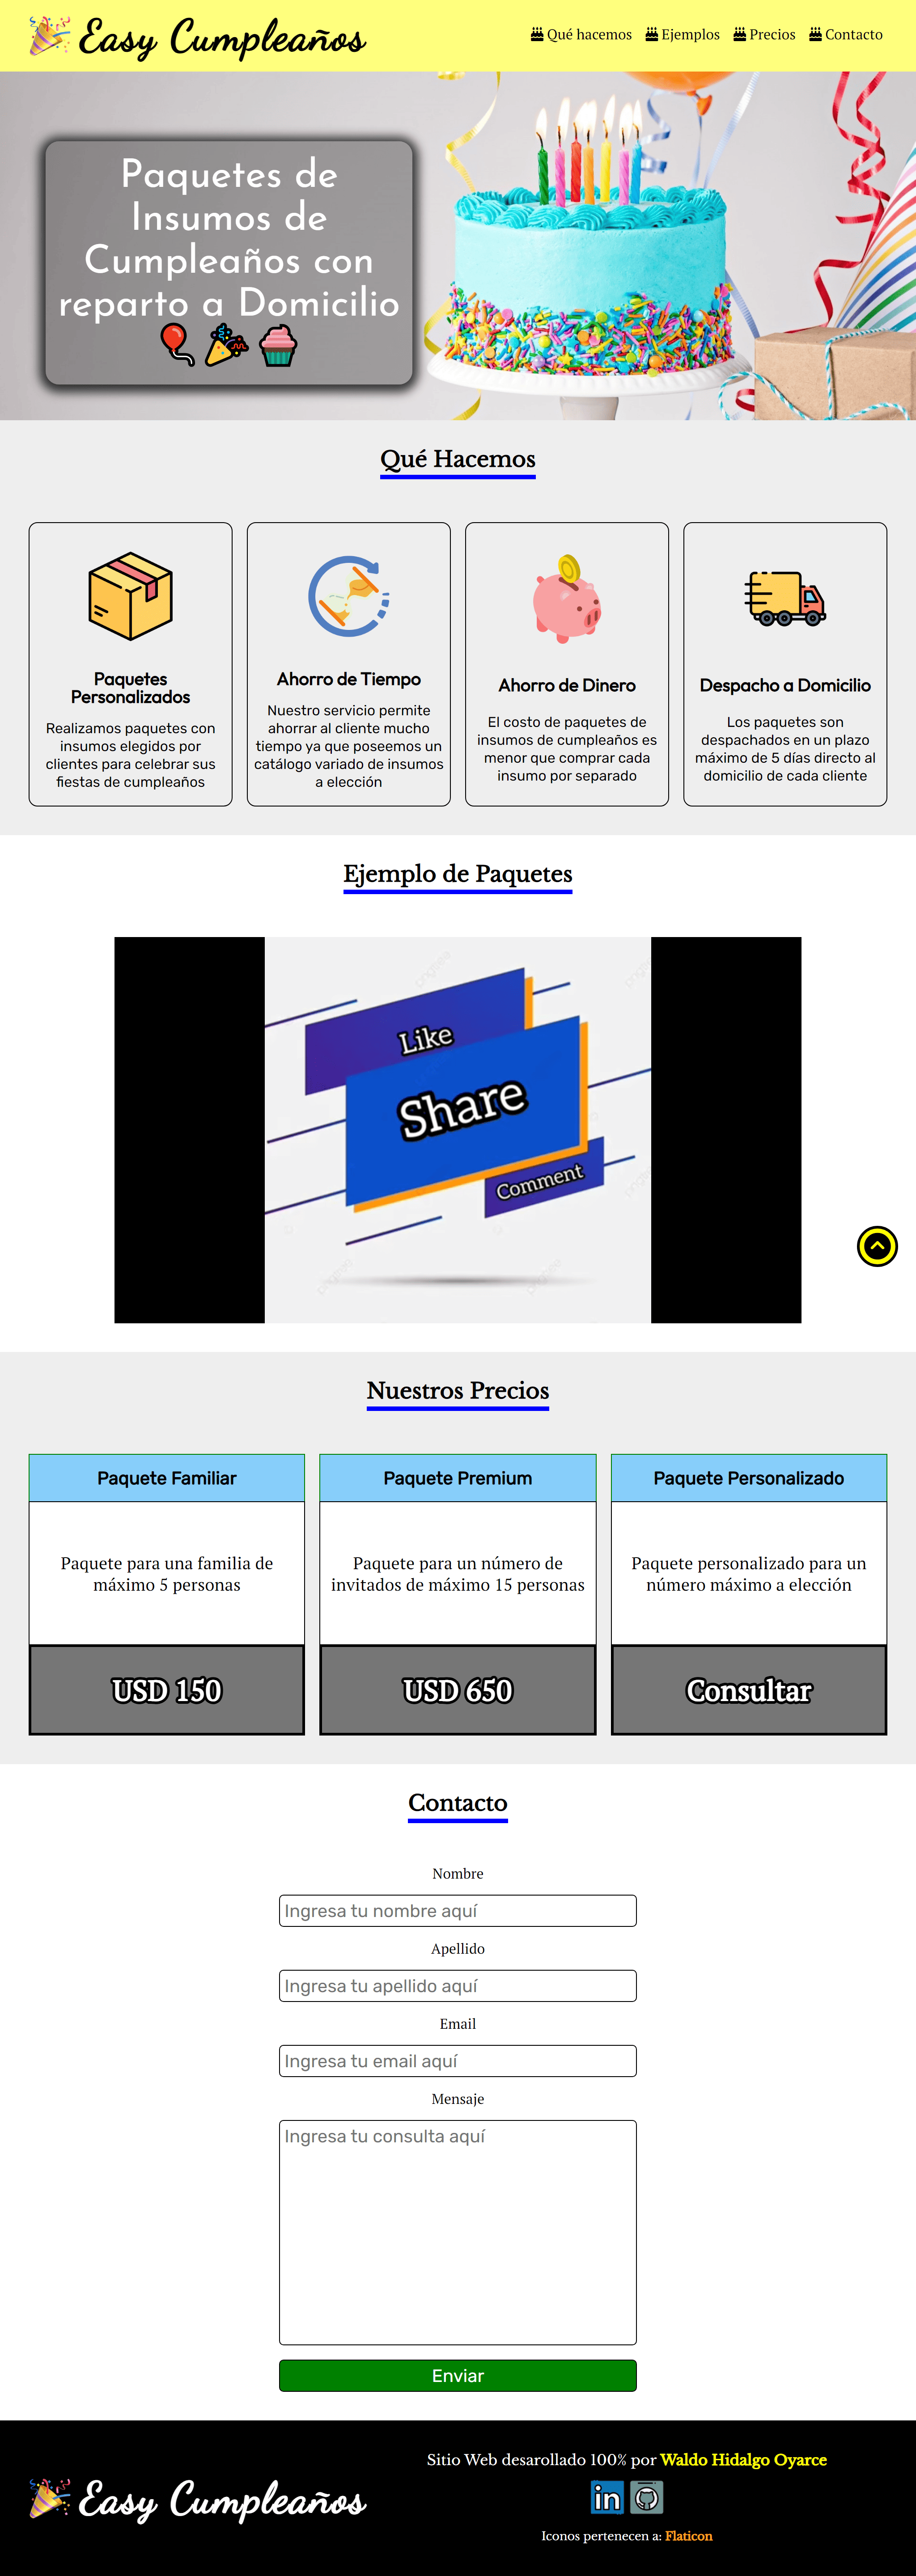 Easy Cumpleaños
Qué hacemos
Ejemplos
Precios
Contacto
Paquetes de
Insumos de
Cumpleaños con
reparto a Domicilio
Qué Hacemos
Paquetes
Personalizados
Realizamos paquetes con
insumos elegidos por
clientes para celebrar sus
fiestas de cumpleaños
Ahorro de Tiempo
Nuestro servicio permite
ahorrar al cliente mucho
tiempo ya que poseemos un
catálogo variado de insumos
a elección
Ahorro de Dinero
El costo de paquetes de
insumos de cumpleaños es
menor que comprar cada
insumo por separado
Despacho a Domicilio
Los paquetes son
despachados en un plazo
máximo de 5 días directo al
domicilio de cada cliente
Ejemplo de Paquetes
Like
Share
Comment
Nuestros Precios
Paquete Familiar
Paquete para una familia de
máximo 5 personas
USD 150
Paquete Premium
Paquete para un número de
invitados de máximo 15 personas
USD 650
Paquete Personalizado
Paquete personalizado para un
número máximo a elección
Consultar
Contacto
Nombre
Ingresa tu nombre aquí
Apellido
Ingresa tu apellido aquí
Email
Ingresa tu email aquí
Mensaje
Ingresa tu consulta aquí
Enviar
Easy Cumpleaños
Sitio Web desarollado 100% por Waldo Hidalgo Oyarce
in
Iconos pertenecen a: Flaticon